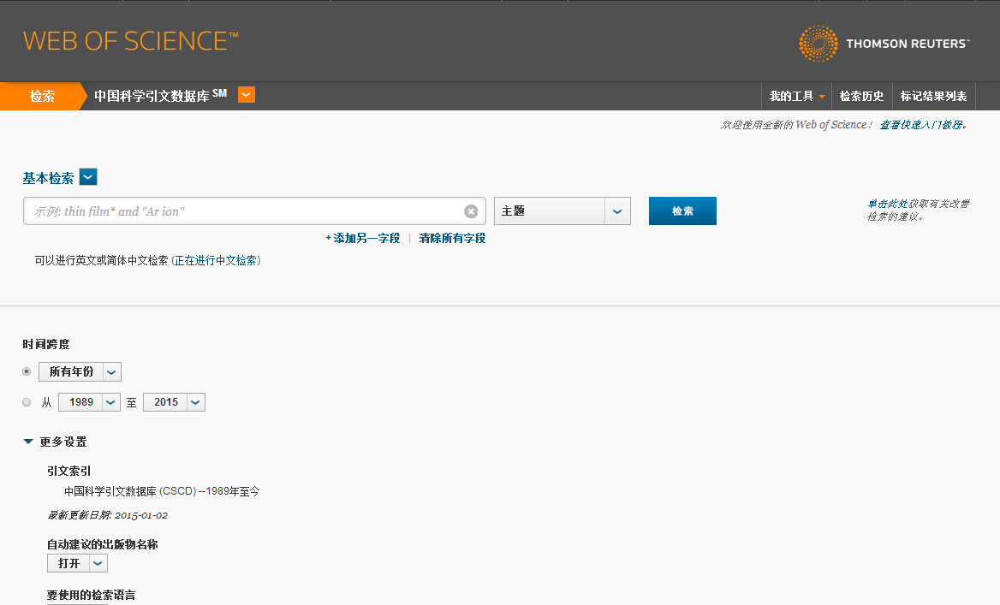 WEB OF SCIENCE™
THOMSON REUTERS™
检索 中国科学引文数据库 SM 我的工具 检索历史 标记结果列表
欢迎使用全新的 Web of Science！ 查看快速入门教程。
基本检索
示例: thin film* and "Ar ion" 主题 检索
单击此处获取有关改善
检索的建议。
+添加另一字段 | 清除所有字段
可以进行英文或简体中文检索 (正在进行中文检索)
时间跨度
所有年份
从 1989 至 2015
更多设置
引文索引
中国科学引文数据库 (CSCD) --1989年至今
最新更新日期: 2015-01-02
自动建议的出版物名称
打开
要使用的检索语言